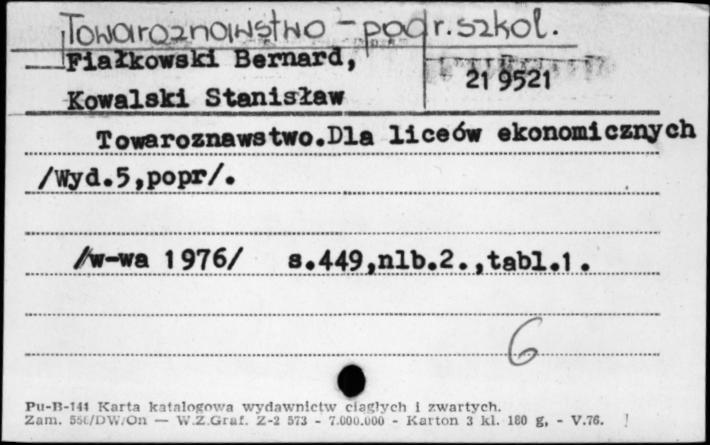 Towaroznawstwo - podr. szkol.
Fiałkowski Bernard,
21 9521
Kowalski Stanisław
Towaroznawstwo.Dla liceów ekonomicznych
/Wyd.5,popr/.
/w-wa 1976/ s.449,nlb.2.,tabl.1.
6
Pu-B-144 Karta katalogowa wydawnictw ciągłych i zwartych.
Zam. 556/DW/On — W.Z.Graf. Z-2 573 - 7.000.000 - Karton 3 kl. 180 g, - V.76.